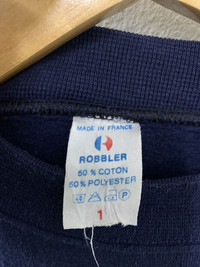 MADE IN FRANCE
ROBBLER
50 % COTON
50% POLYESTER
P
1